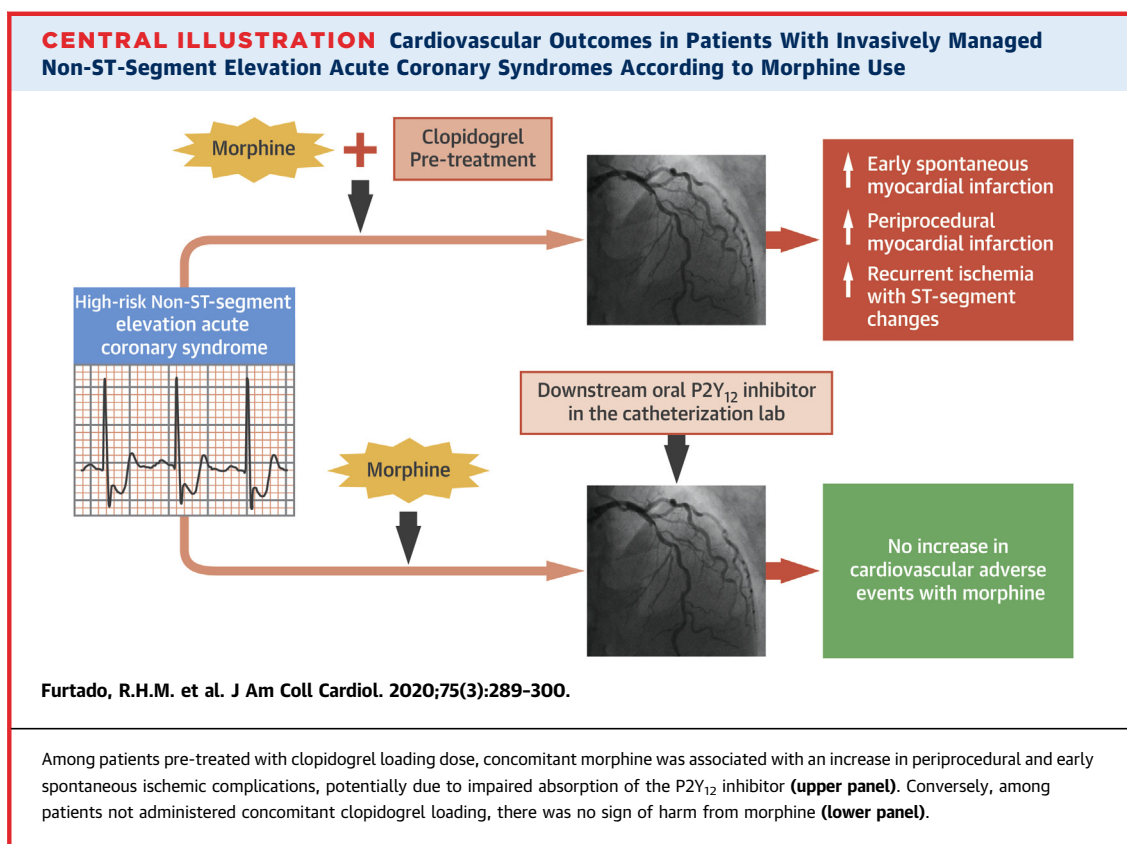 CENTRAL ILLUSTRATION Cardiovascular Outcomes in Patients With Invasively Managed
Non-ST-Segment Elevation Acute Coronary Syndromes According to Morphine Use
Morphine
Clopidogrel
Pre-treatment
Early spontaneous
myocardial infarction
Periprocedural
myocardial infarction
Recurrent ischemia
with ST-segment
changes
High-risk Non-ST-segment
elevation acute
coronary syndrome
Downstream oral P2Y₁₂ inhibitor
in the catheterization lab
Morphine
No increase in
cardiovascular adverse
events with morphine
Furtado, R.H.M. et al. J Am Coll Cardiol. 2020;75(3):289–300.
Among patients pre-treated with clopidogrel loading dose, concomitant morphine was associated with an increase in periprocedural and early
spontaneous ischemic complications, potentially due to impaired absorption of the P2Y₁₂ inhibitor (upper panel). Conversely, among
patients not administered concomitant clopidogrel loading, there was no sign of harm from morphine (lower panel).